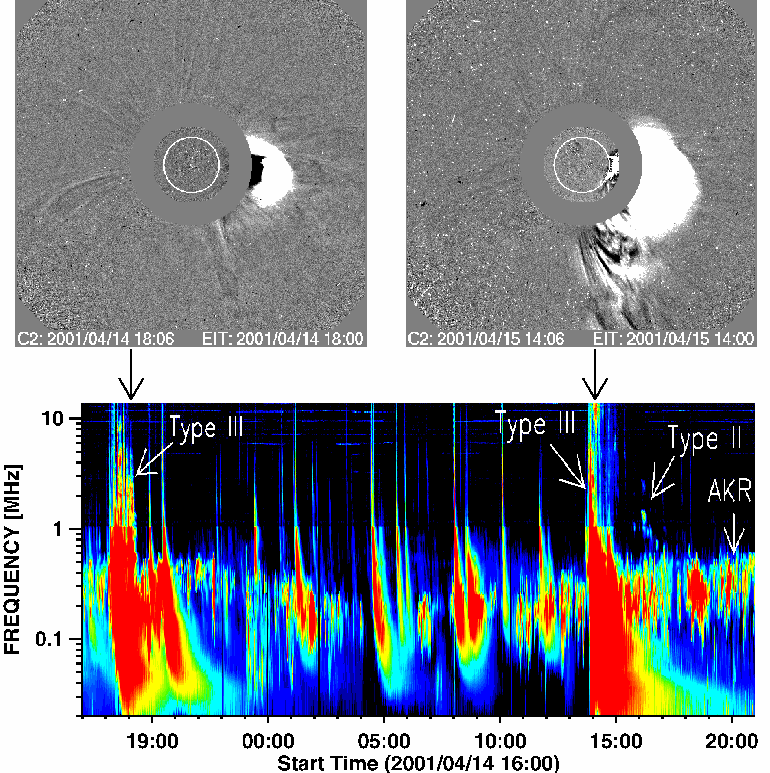 C2: 2001/04/14 18:06 EIT: 2001/04/14 18:00
C2: 2001/04/15 14:06 EIT: 2001/04/15 14:00
Type III
Type III
Type II
AKR
FREQUENCY [MHz]
10
1
0.1
19:00 00:00 05:00 10:00 15:00 20:00
Start Time (2001/04/14 16:00)